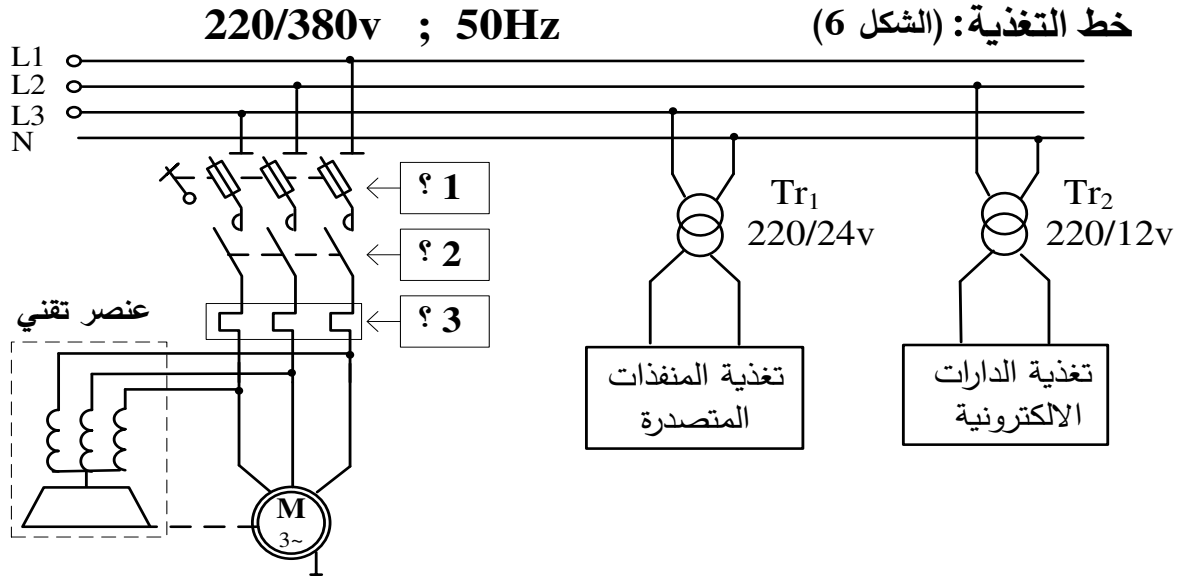 خط التغذية: (الشكل 6)
220/380v ; 50Hz
L1
L2
L3
N
1 ؟
2 ؟
3 ؟
عنصر تقني
M
3~
Tr₁
220/24v
تغذية المنفذات
المتصدرة
Tr₂
220/12v
تغذية الدارات
الالكترونية